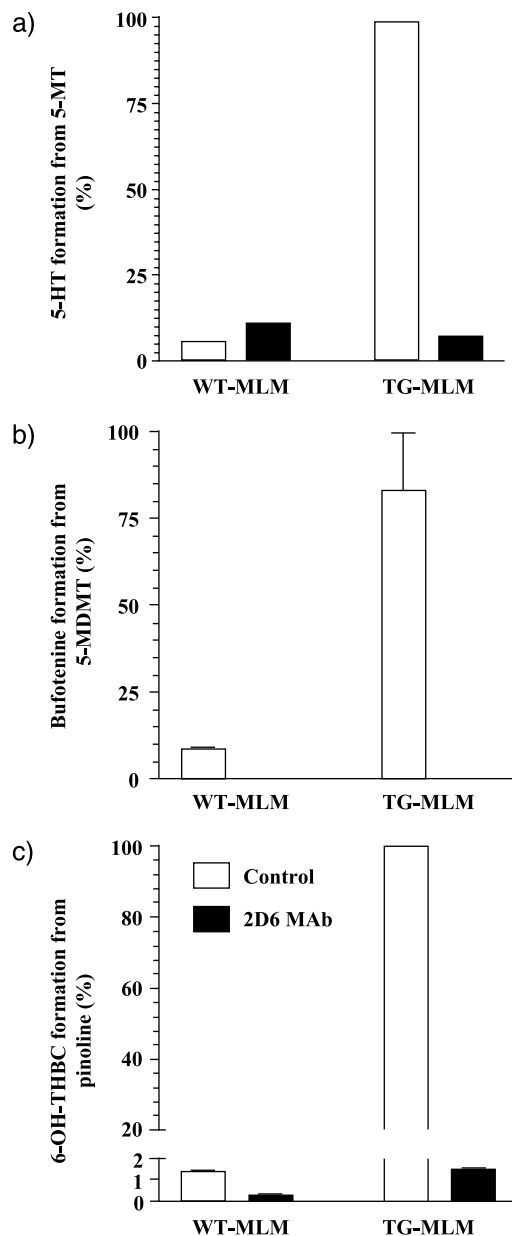 a)
5-HT formation from 5-MT
(%)
100
75
50
25
0
WT-MLM TG-MLM
b)
Bufotenine formation from
5-MDMT (%)
100
75
50
25
0
WT-MLM TG-MLM
c)
6-OH-THBC formation from
pinoline (%)
100
80
60
40
20
2
1
0
Control
2D6 MAb
WT-MLM TG-MLM